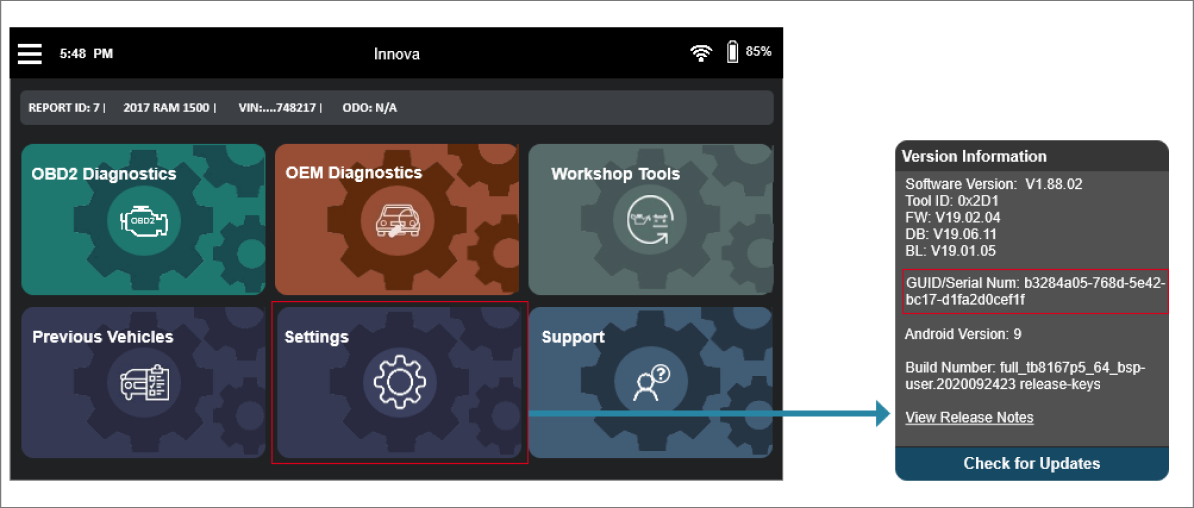 5:48 PM
Innova
85%
REPORT ID: 7 | 2017 RAM 1500 | VIN:....748217 | ODO: N/A
OBD2 Diagnostics
OBD2
OEM Diagnostics
Workshop Tools
Previous Vehicles
Settings
Support
?
Version Information
Software Version: V1.88.02
Tool ID: 0x2D1
FW: V19.02.04
DB: V19.06.11
BL: V19.01.05
GUID/Serial Num: b3284a05-768d-5e42-
bc17-d1fa2d0cef1f
Android Version: 9
Build Number: full_tb8167p5_64_bsp-
user.2020092423 release-keys
View Release Notes
Check for Updates